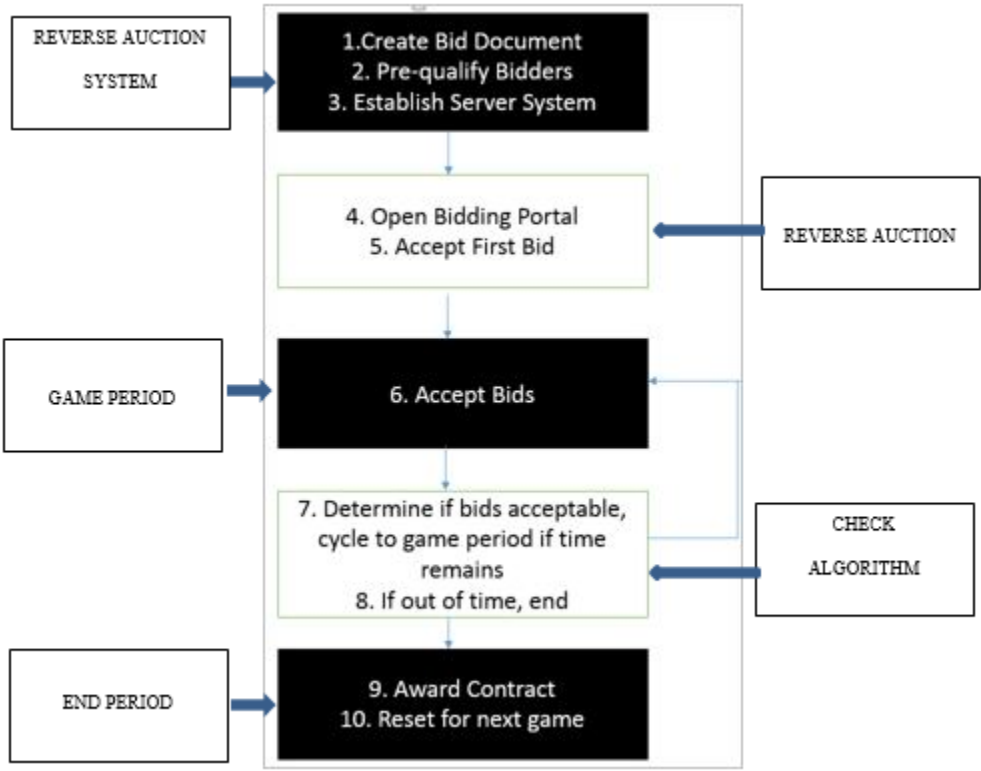 REVERSE AUCTION
SYSTEM
1.Create Bid Document
2. Pre-qualify Bidders
3. Establish Server System
4. Open Bidding Portal
5. Accept First Bid
REVERSE AUCTION
GAME PERIOD
6. Accept Bids
7. Determine if bids acceptable,
cycle to game period if time
remains
8. If out of time, end
CHECK
ALGORITHM
END PERIOD
9. Award Contract
10. Reset for next game